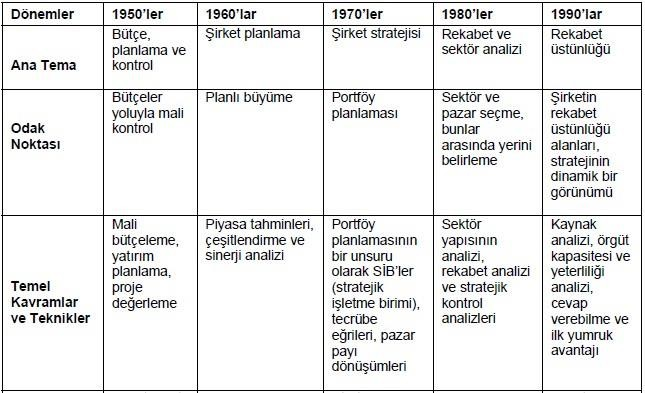 Dönemler
1950’ler
1960’lar
1970’ler
1980’ler
1990’lar
Ana Tema
Bütçe,
planlama ve
kontrol
Şirket planlama
Şirket stratejisi
Rekabet ve
sektör analizi
Rekabet
üstünlüğü
Odak
Noktası
Bütçeler
yoluyla mali
kontrol
Planlı büyüme
Portföy
planlaması
Sektör ve
pazar seçme,
bunlar
arasında yerini
belirleme
Şirketin
rekabet
üstünlüğü
alanları,
stratejinin
dinamik bir
görünümü
Temel
Kavramlar
ve Teknikler
Mali
bütçeleme,
yatırım
planlama,
proje
değerleme
Piyasa tahminleri,
çeşitlendirme ve
sinerji analizi
Portföy
planlamasının
bir unsuru
olarak SİB’ler
(stratejik
işletme birimi),
tecrübe
eğrileri, pazar
payı
dönüşümleri
Sektör
yapısının
analizi,
rekabet analizi
ve stratejik
kontrol
analizleri
Kaynak
analizi, örgüt
kapasitesi ve
yeterliliği
analizi,
cevap
verebilme ve
ilk yumruk
avantajı